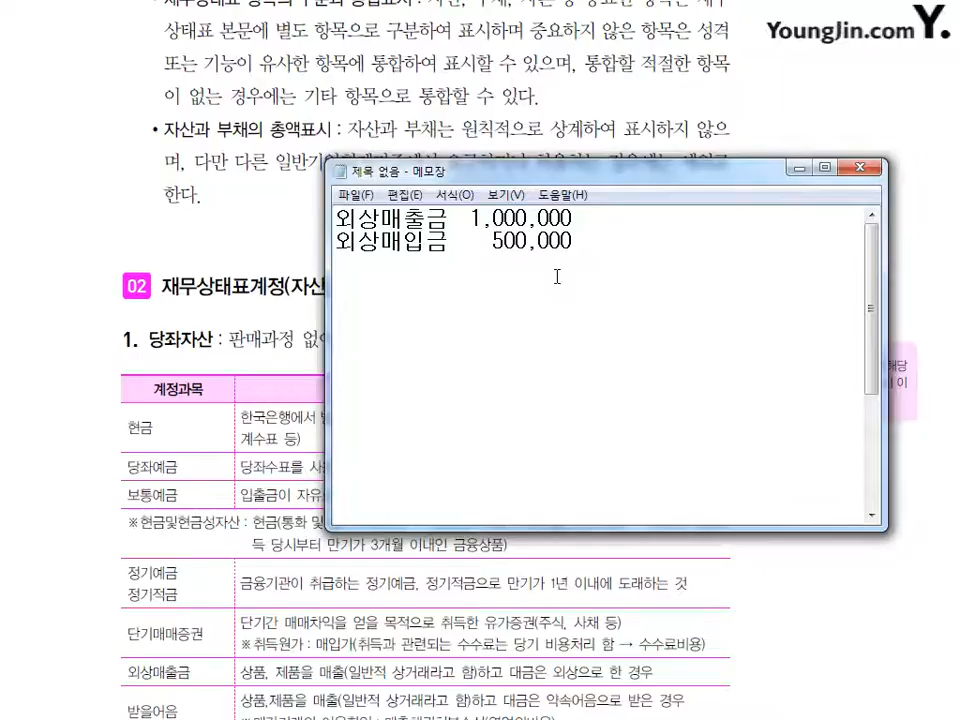 YoungJin.com Y.
상태표 본문에 별도 항목으로 구분하여 표시하며 중요하지 않은 항목은 성격
또는 기능이 유사한 항목에 통합하여 표시할 수 있으며, 통합할 적절한 항목
이 없는 경우에는 기타 항목으로 통합할 수 있다.
• 자산과 부채의 총액표시 : 자산과 부채는 원칙적으로 상계하여 표시하지 않으
며, 다만 다른
한다.
제목 없음 - 메모장
파일(F) 편집(E) 서식(O) 보기(V) 도움말(H)
외상매출금 1,000,000
외상매입금 500,000
02 재무상태표계정(자산
1. 당좌자산 : 판매과정 없이
해당
이
계정과목
현금
한국은행에서
계수표 등)
당좌예금 당좌수표를
보통예금 입출금이
※ 현금및현금성자산 : 현금(통화 및
득 당시부터 만기가 3개월 이내인 금융상품)
정기예금
정기적금
금융기관이 취급하는 정기예금, 정기적금으로 만기가 1년 이내에 도래하는 것
단기매매증권
단기간 매매차익을 얻을 목적으로 취득한 유가증권(주식, 사채 등)
※ 취득원가 : 매입가(취득과 관련되는 수수료는 당기 비용처리 함 → 수수료비용)
외상매출금 상품, 제품을 매출(일반적 상거래라고 함)하고 대금은 외상으로 한 경우
받을어음 상품,제품을 매출(일반적 상거래라고 함)하고 대금은 약속어음으로 받은 경우